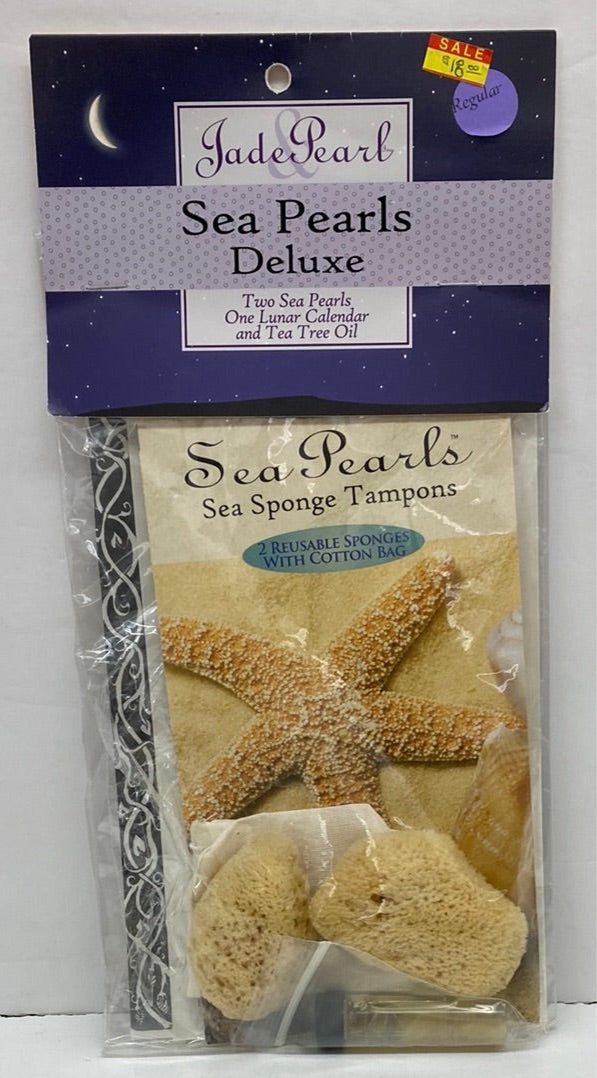 SALE
$18.00
Regular
Jade & Pearl
Sea Pearls
Deluxe
Two Sea Pearls
One Lunar Calendar
and Tea Tree Oil
Sea Pearls™
Sea Sponge Tampons
2 REUSABLE SPONGES
WITH COTTON BAG